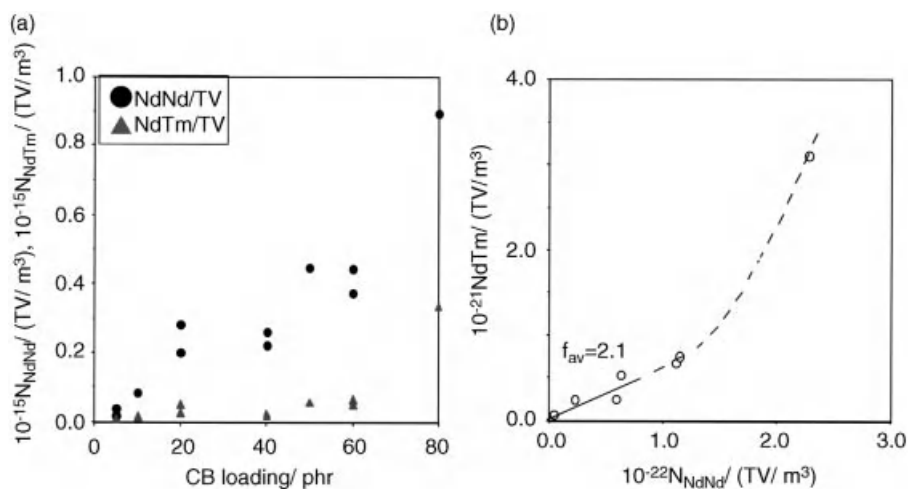 (a)
10⁻¹⁵N_NdNd/ (TV/ m³), 10⁻¹⁵N_NdTm/ (TV/m³)
1.0
0.8
0.6
0.4
0.2
0.0
NdNd/TV
NdTm/TV
0 20 40 60 80
CB loading/ phr
(b)
10⁻²¹NdTm/ (TV/m³)
4.0
2.0
0.0
f_av=2.1
0.0 1.0 2.0 3.0
10⁻²²N_NdNd/ (TV/ m³)